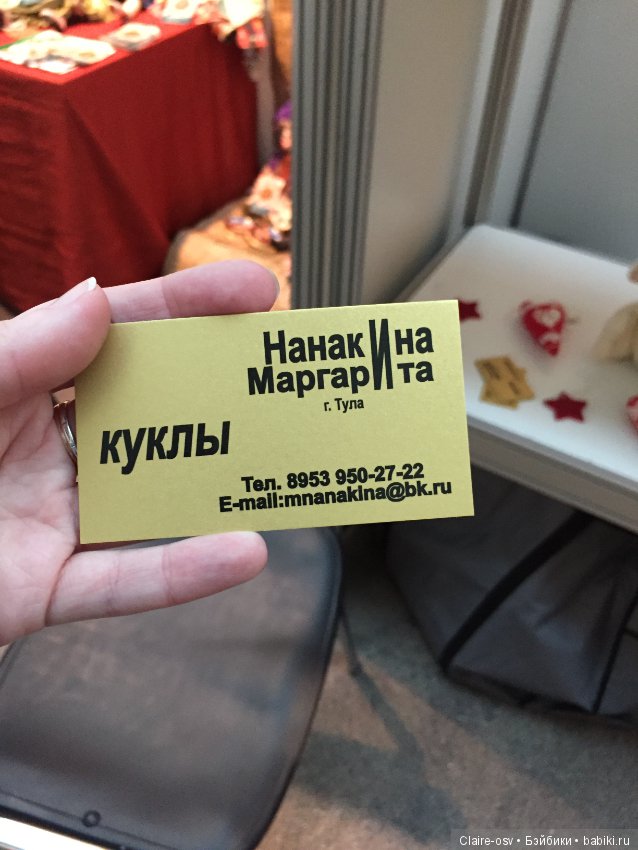 НанакИна
МаргарИта
г. Тула
куклы
Тел. 8953 950-27-22
E-mail:mnanakina@bk.ru
Claire-osv • Бэйбики • babiki.ru